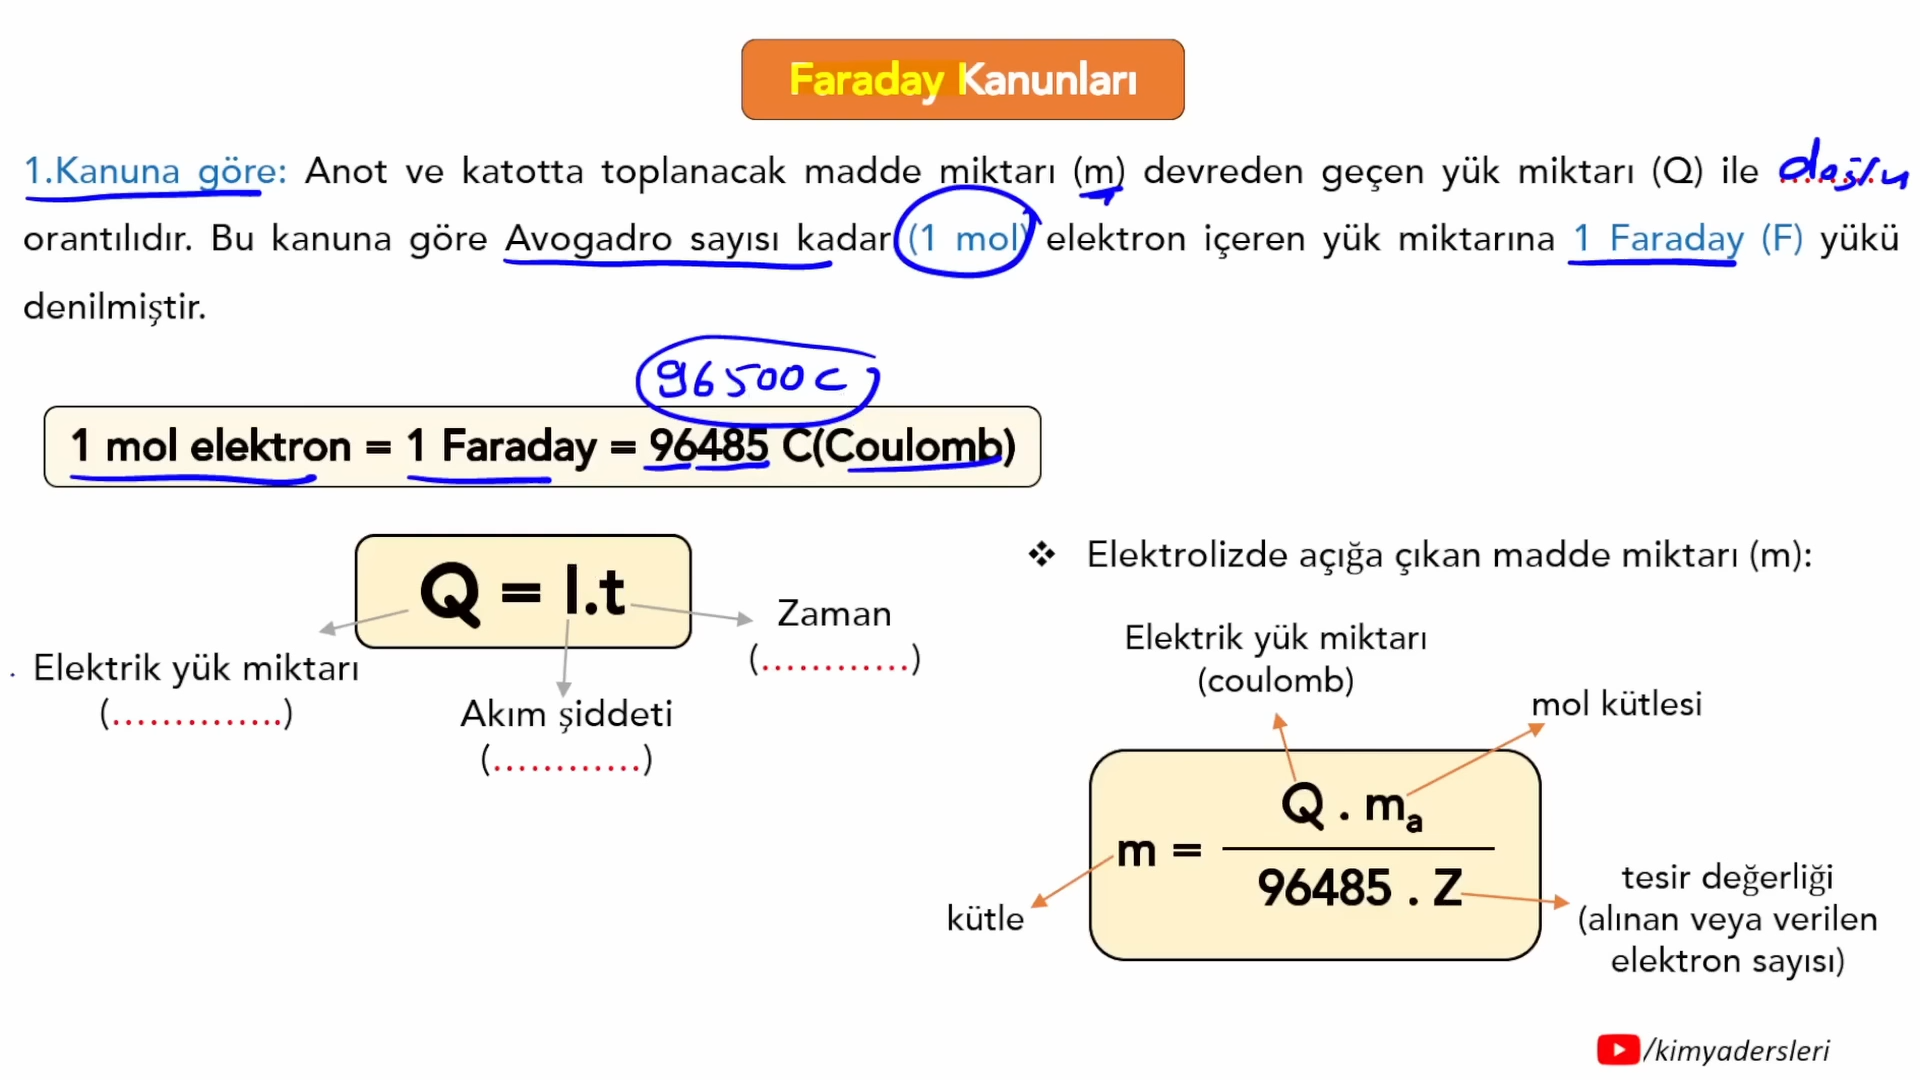 Faraday Kanunları
1.Kanuna göre: Anot ve katotta toplanacak madde miktarı (m) devreden geçen yük miktarı (Q) ile doğru
orantılıdır. Bu kanuna göre Avogadro sayısı kadar (1 mol) elektron içeren yük miktarına 1 Faraday (F) yükü
denilmiştir.
96500 C
1 mol elektron = 1 Faraday = 96485 C(Coulomb)
Q = I.t
Zaman
(............)
Elektrik yük miktarı
(..............)
Akım şiddeti
(............)
❖ Elektrolizde açığa çıkan madde miktarı (m):
Elektrik yük miktarı
(coulomb)
mol kütlesi
Q . mₐ
m =
96485 . Z
kütle
tesir değerliği
(alınan veya verilen
elektron sayısı)
/kimyadersleri